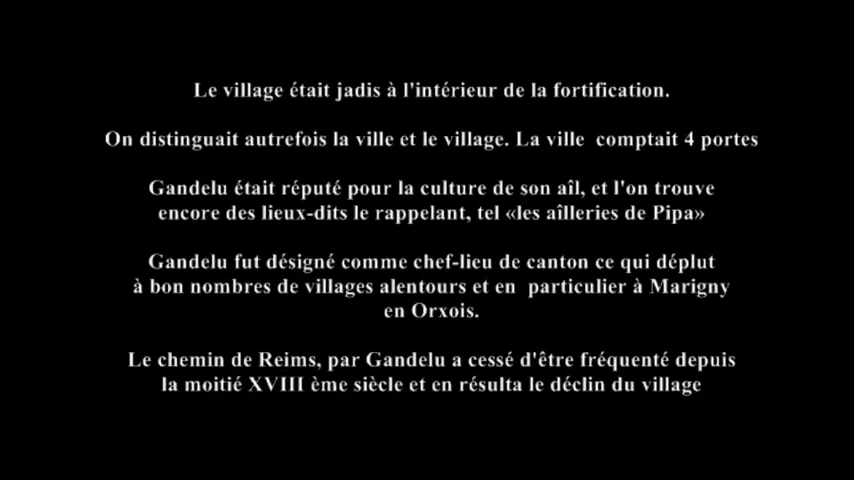 Le village était jadis à l'intérieur de la fortification.
On distinguait autrefois la ville et le village. La ville comptait 4 portes
Gandelu était réputé pour la culture de son aîl, et l'on trouve
encore des lieux-dits le rappelant, tel «les aîlleries de Pipa»
Gandelu fut désigné comme chef-lieu de canton ce qui déplut
à bon nombres de villages alentours et en particulier à Marigny
en Orxois.
Le chemin de Reims, par Gandelu a cessé d'être fréquenté depuis
la moitié XVIII ème siècle et en résulta le déclin du village